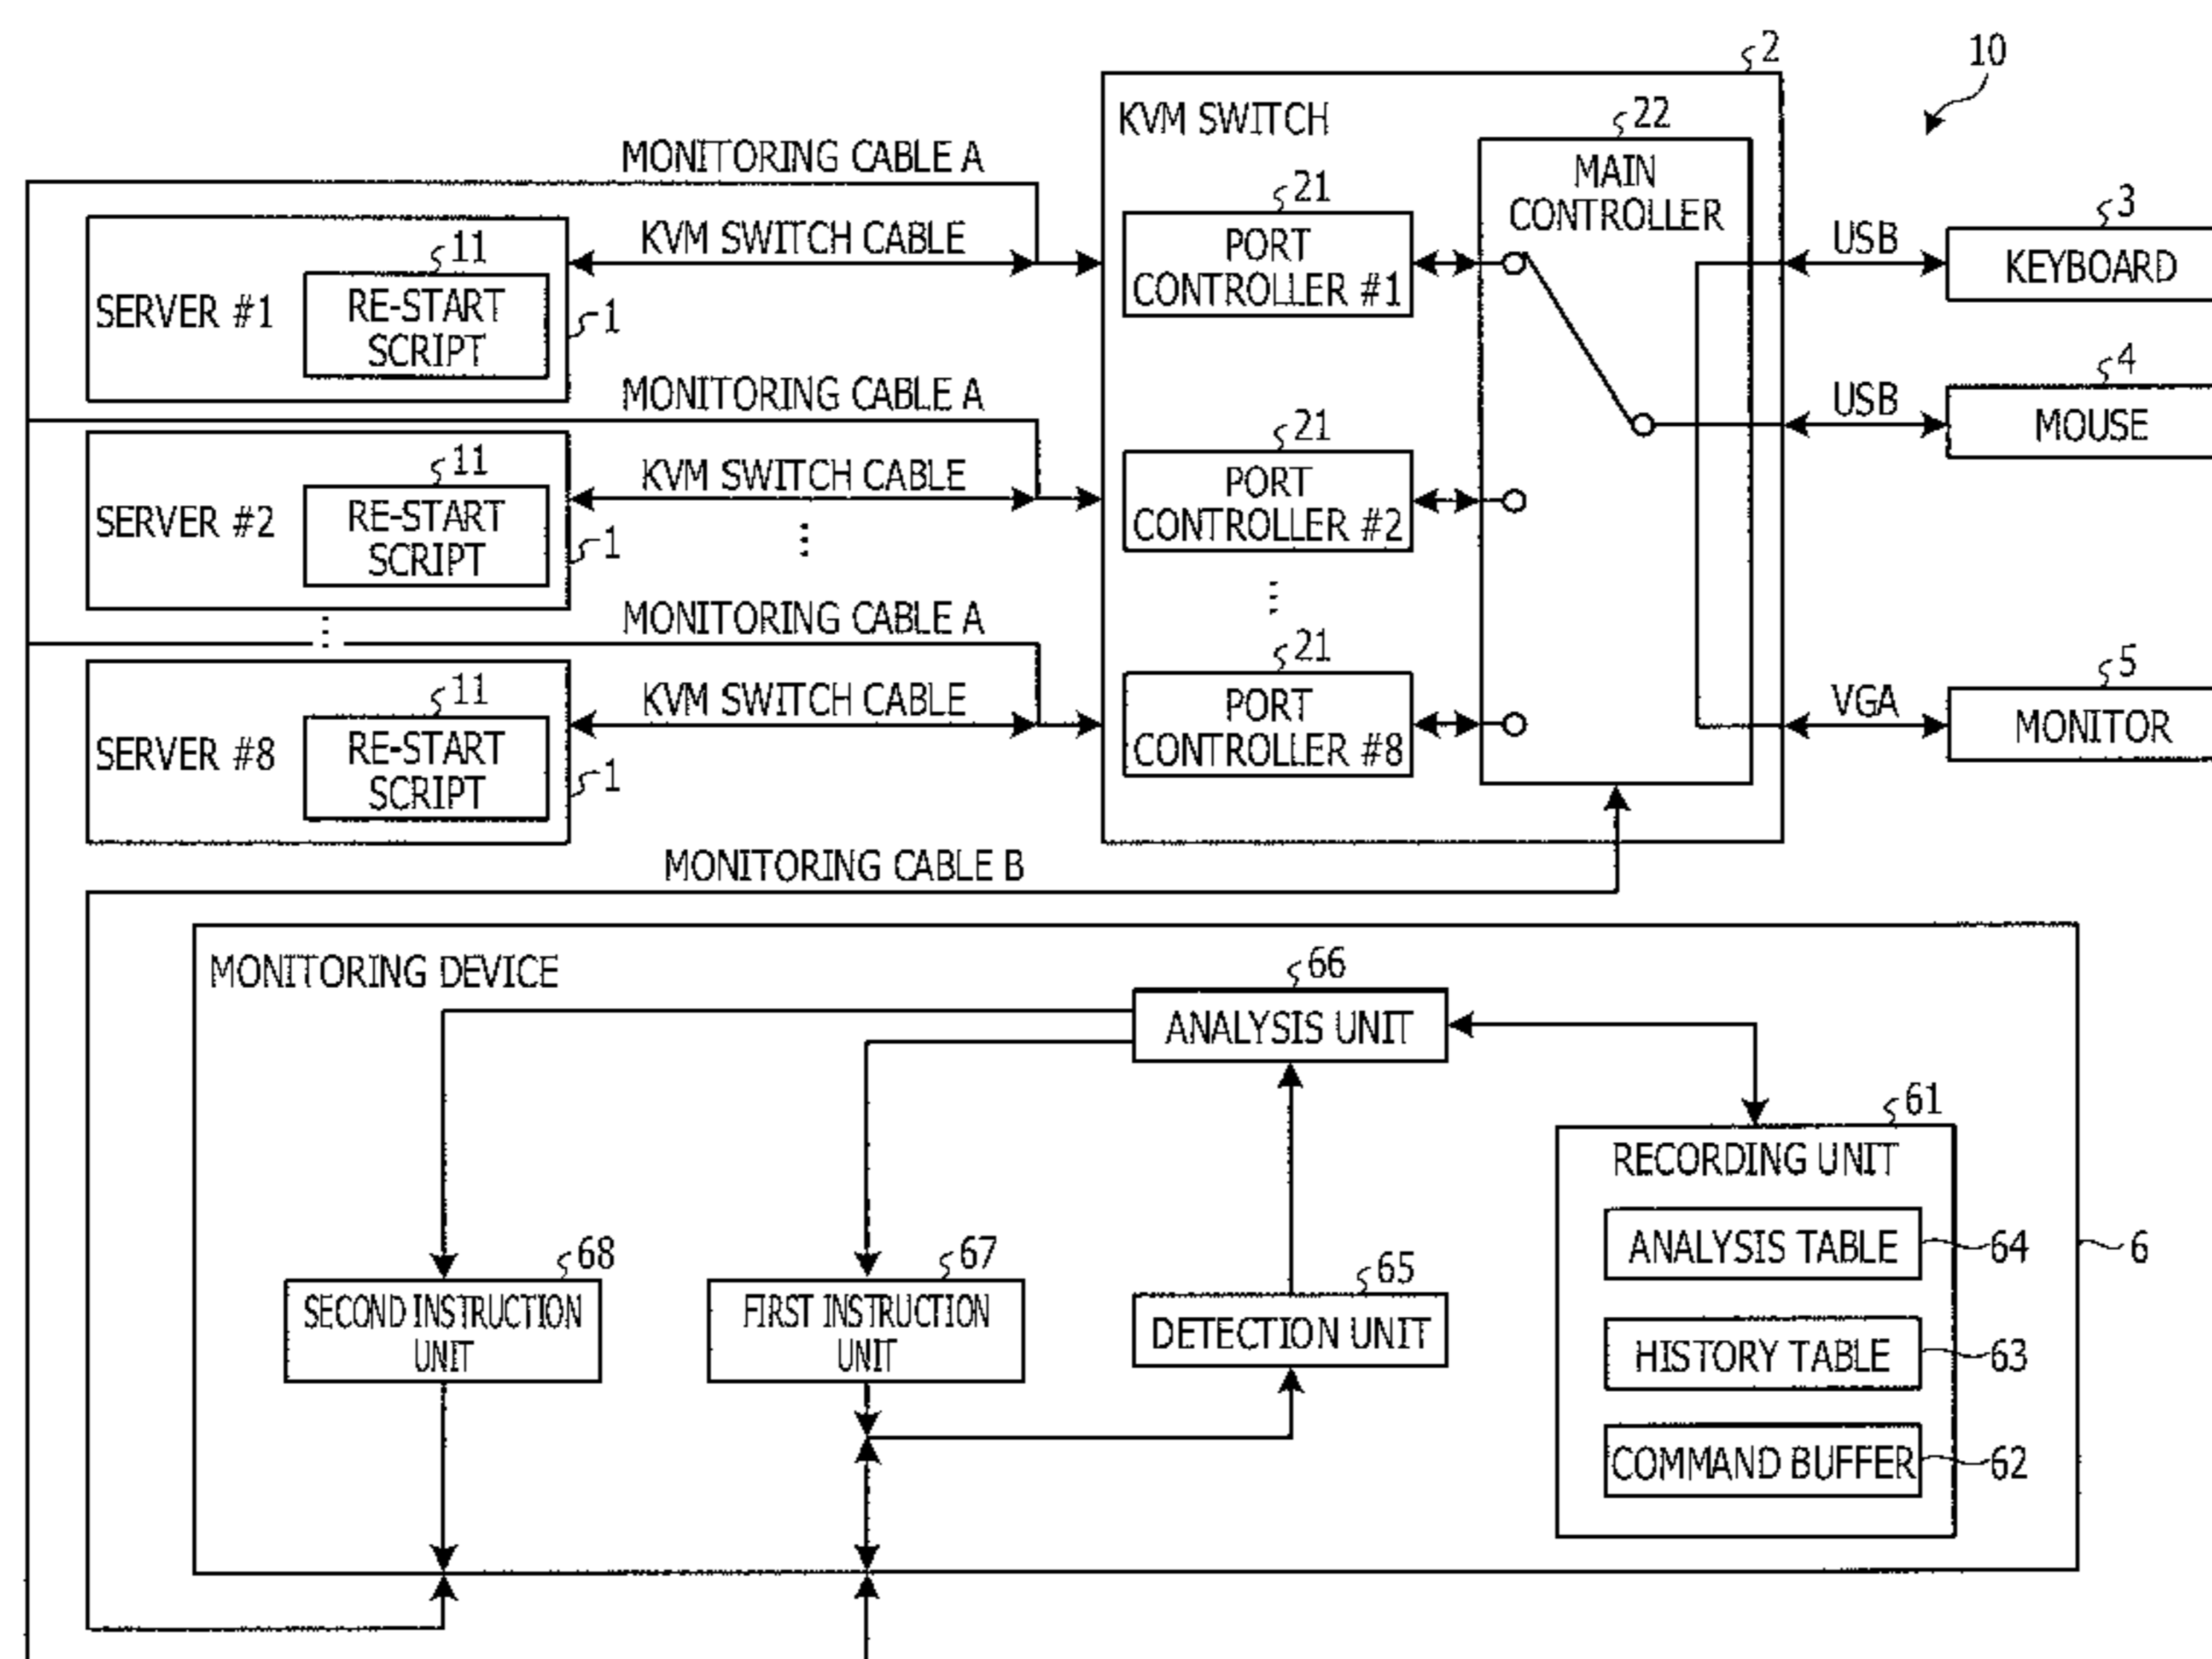 2
10
KVM SWITCH
22
MAIN
CONTROLLER
MONITORING CABLE A
21
PORT
CONTROLLER #1
3
USB
KEYBOARD
KVM SWITCH CABLE
11
SERVER #1
RE-START
SCRIPT
1
4
USB
MOUSE
MONITORING CABLE A
21
PORT
CONTROLLER #2
KVM SWITCH CABLE
11
SERVER #2
RE-START
SCRIPT
1
MONITORING CABLE A
21
PORT
CONTROLLER #8
5
VGA
MONITOR
KVM SWITCH CABLE
11
SERVER #8
RE-START
SCRIPT
1
MONITORING CABLE B
MONITORING DEVICE
66
ANALYSIS UNIT
61
RECORDING UNIT
ANALYSIS TABLE
64
6
HISTORY TABLE
63
COMMAND BUFFER
62
68
SECOND INSTRUCTION
UNIT
67
FIRST INSTRUCTION
UNIT
65
DETECTION UNIT